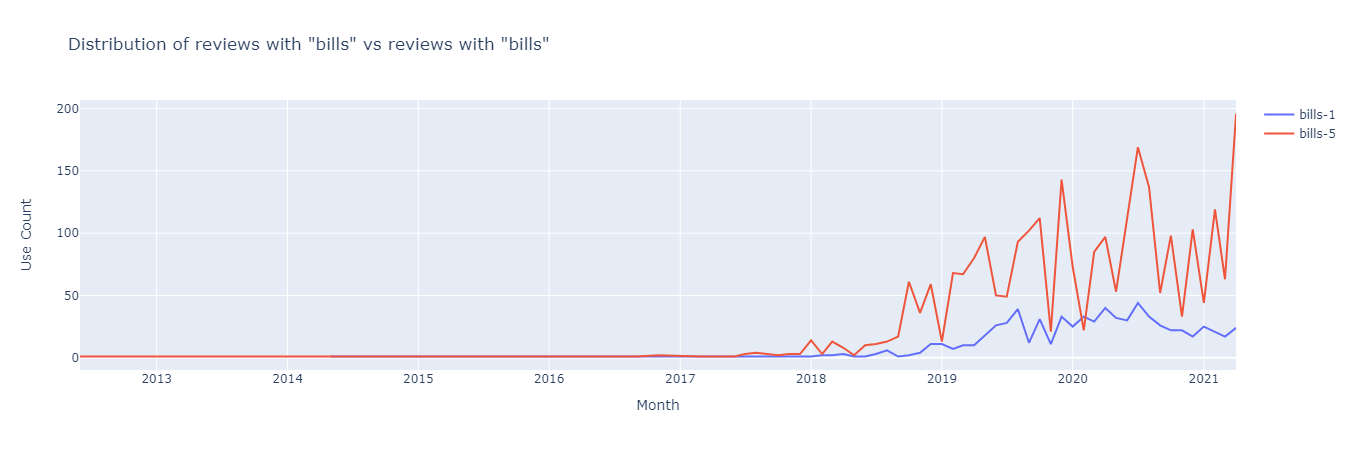 Distribution of reviews with "bills" vs reviews with "bills"
200
150
100
50
0
Use Count
2013 2014 2015 2016 2017 2018 2019 2020 2021
Month
bills-1
bills-5